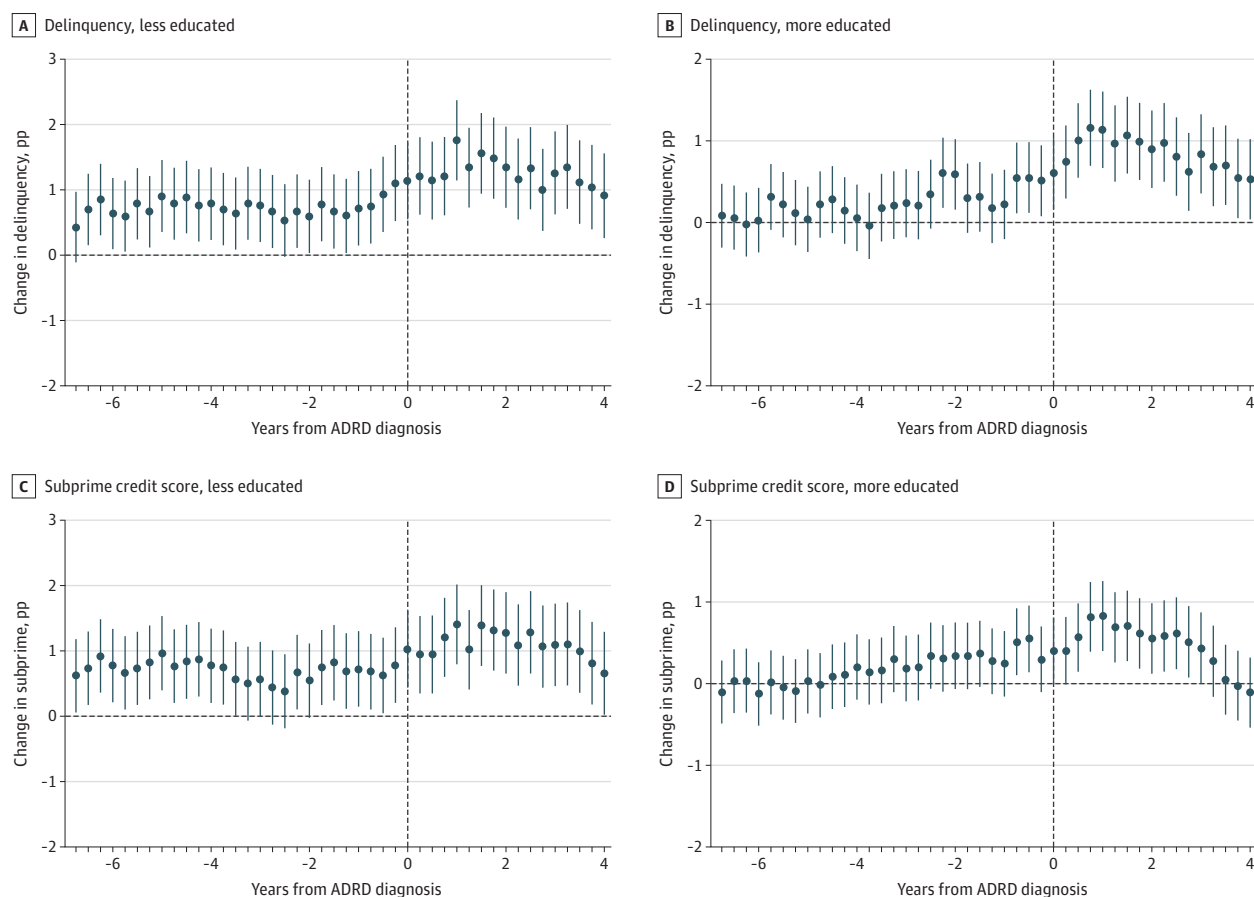 A Delinquency, less educated
3
2
1
0
-1
-2
Change in delinquency, pp
-6 -4 -2 0 2 4
Years from ADRD diagnosis
B Delinquency, more educated
2
1
0
-1
-2
Change in delinquency, pp
-6 -4 -2 0 2 4
Years from ADRD diagnosis
C Subprime credit score, less educated
3
2
1
0
-1
-2
Change in subprime, pp
-6 -4 -2 0 2 4
Years from ADRD diagnosis
D Subprime credit score, more educated
2
1
0
-1
-2
Change in subprime, pp
-6 -4 -2 0 2 4
Years from ADRD diagnosis